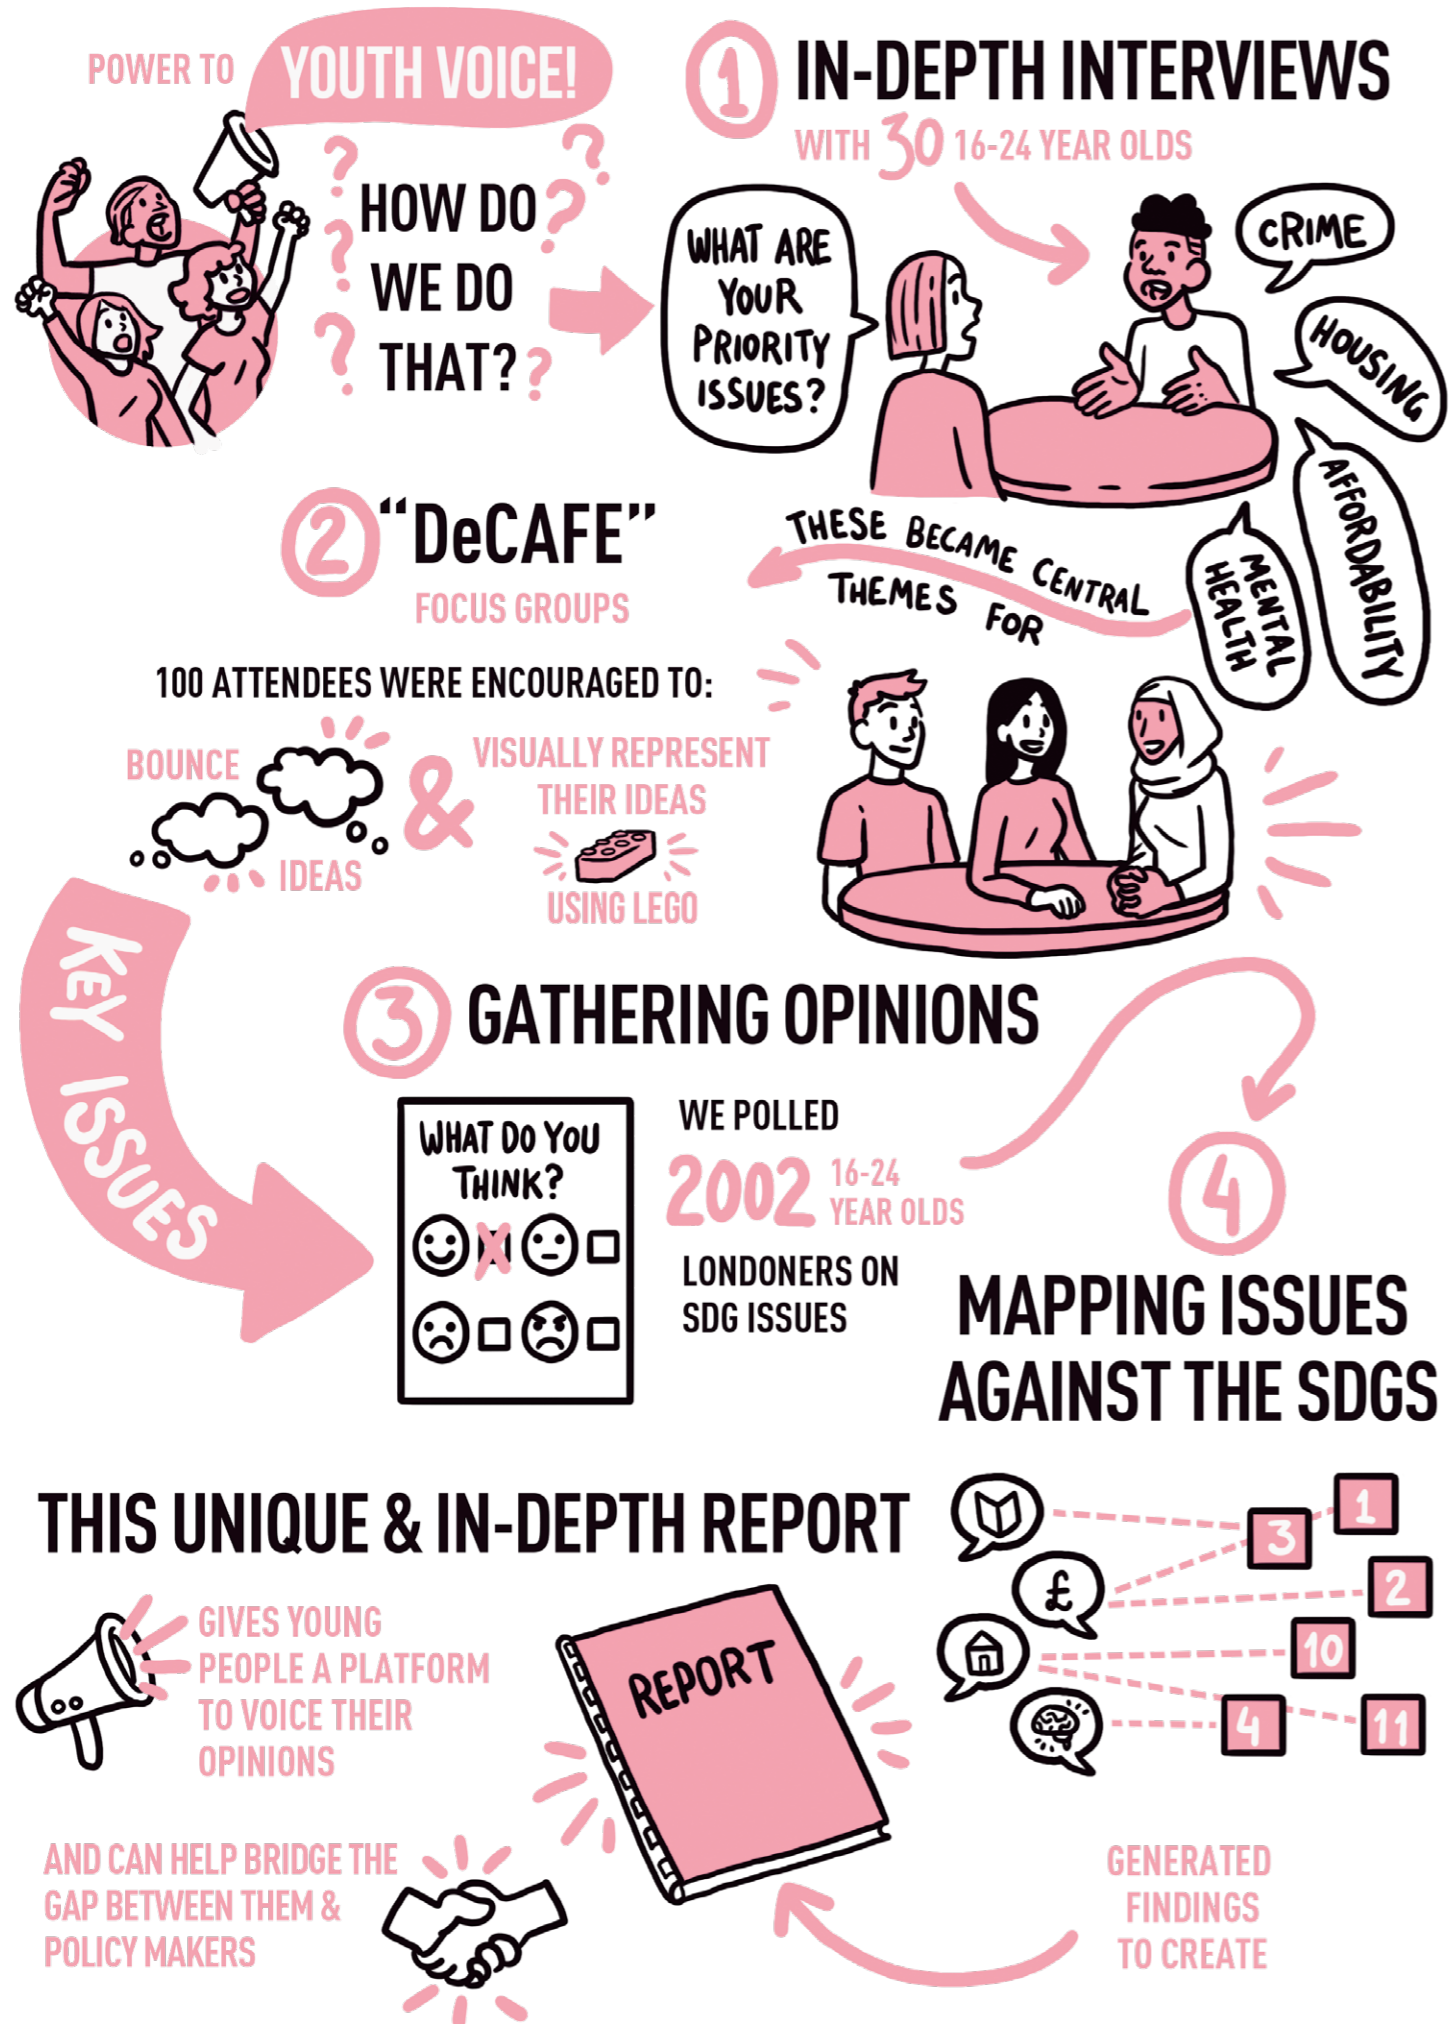 POWER TO
YOUTH VOICE!
? ?
HOW DO ?
? WE DO
? THAT? ?
1 IN-DEPTH INTERVIEWS
WITH 30 16-24 YEAR OLDS
WHAT ARE
YOUR
PRIORITY
ISSUES?
CRIME
HOUSING
AFFORDABILITY
MENTAL
HEALTH
THESE BECAME CENTRAL
THEMES FOR
2 “DeCAFE”
FOCUS GROUPS
100 ATTENDEES WERE ENCOURAGED TO:
BOUNCE
IDEAS
&
VISUALLY REPRESENT
THEIR IDEAS
USING LEGO
KEY ISSUES
3 GATHERING OPINIONS
WHAT DO YOU
THINK?
X
WE POLLED
2002 16-24
YEAR OLDS
LONDONERS ON
SDG ISSUES
4
MAPPING ISSUES
AGAINST THE SDGS
1
3
£
2
10
4
11
GENERATED
FINDINGS
TO CREATE
THIS UNIQUE & IN-DEPTH REPORT
GIVES YOUNG
PEOPLE A PLATFORM
TO VOICE THEIR
OPINIONS
REPORT
AND CAN HELP BRIDGE THE
GAP BETWEEN THEM &
POLICY MAKERS